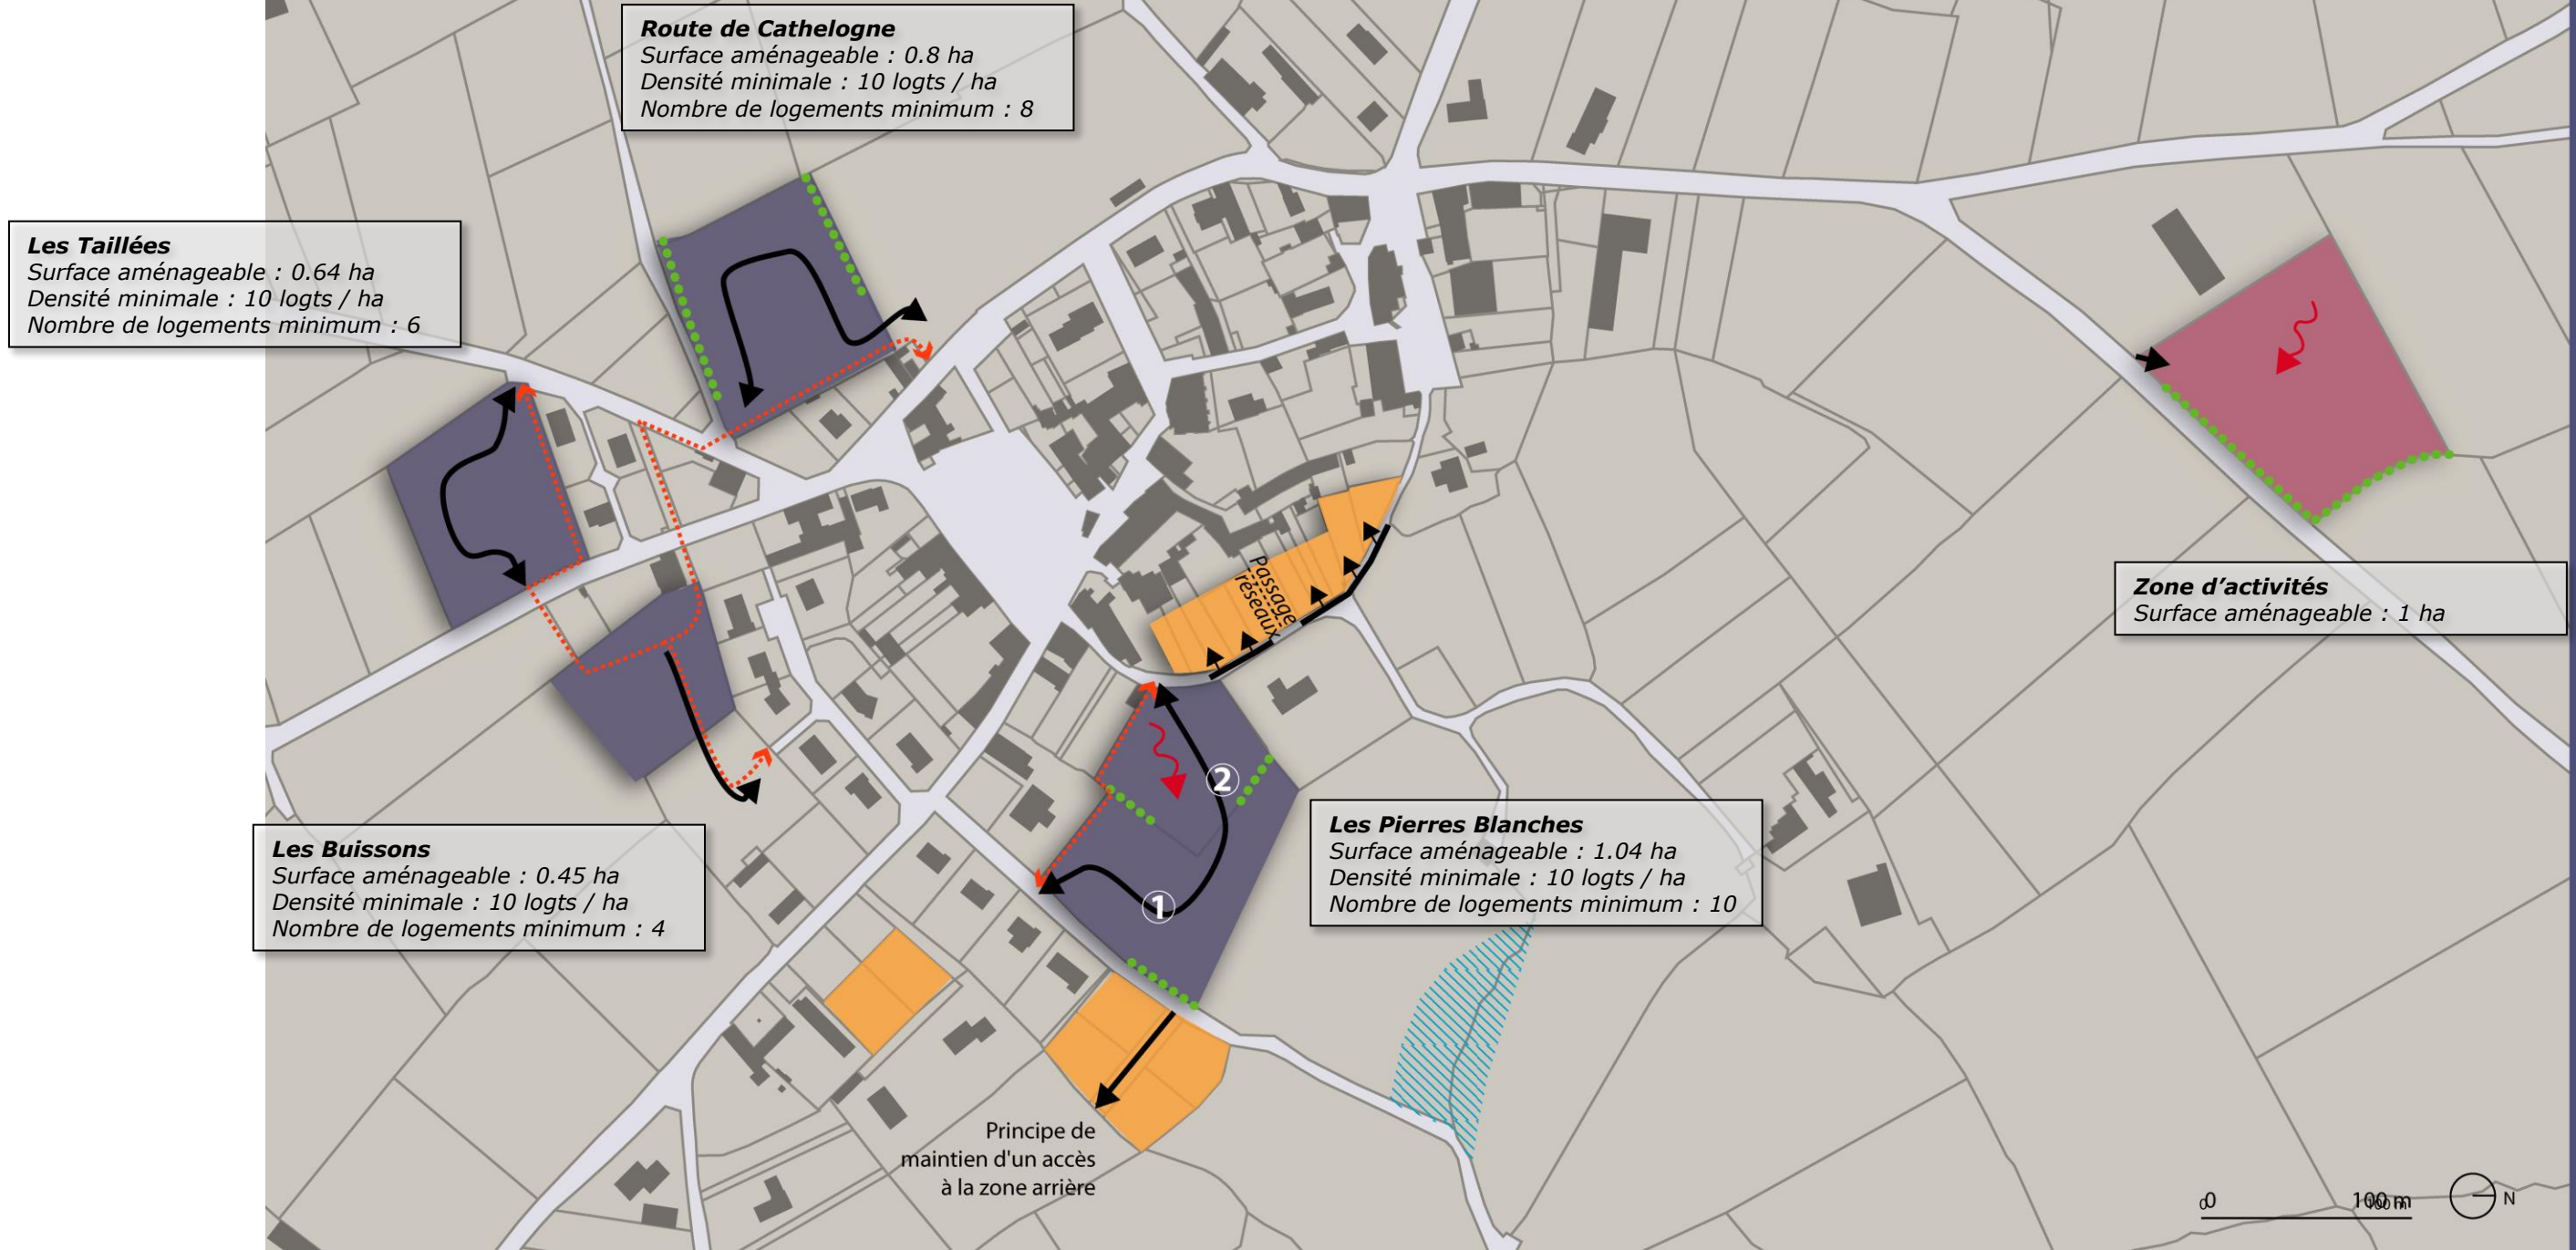 Route de Cathelogne
Surface aménageable : 0.8 ha
Densité minimale : 10 logts / ha
Nombre de logements minimum : 8
Les Taillées
Surface aménageable : 0.64 ha
Densité minimale : 10 logts / ha
Nombre de logements minimum : 6
Passage
réseaux
Zone d’activités
Surface aménageable : 1 ha
2
Les Pierres Blanches
Surface aménageable : 1.04 ha
Densité minimale : 10 logts / ha
Nombre de logements minimum : 10
Les Buissons
Surface aménageable : 0.45 ha
Densité minimale : 10 logts / ha
Nombre de logements minimum : 4
1
Principe de
maintien d'un accès
à la zone arrière
0 100 m
N